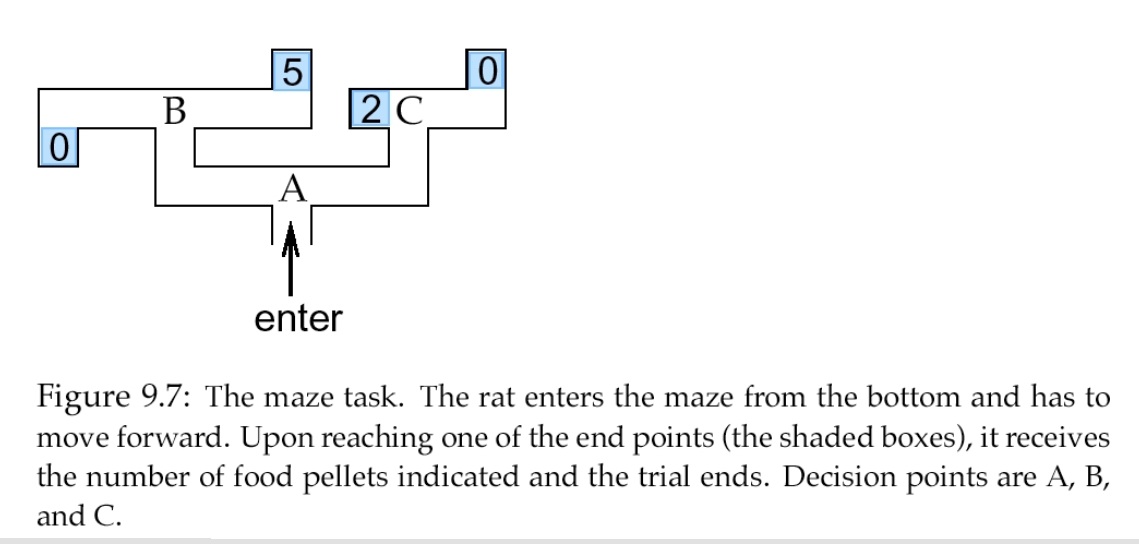 5
0
B
2
C
0
A
enter
Figure 9.7: The maze task. The rat enters the maze from the bottom and has to
move forward. Upon reaching one of the end points (the shaded boxes), it receives
the number of food pellets indicated and the trial ends. Decision points are A, B,
and C.